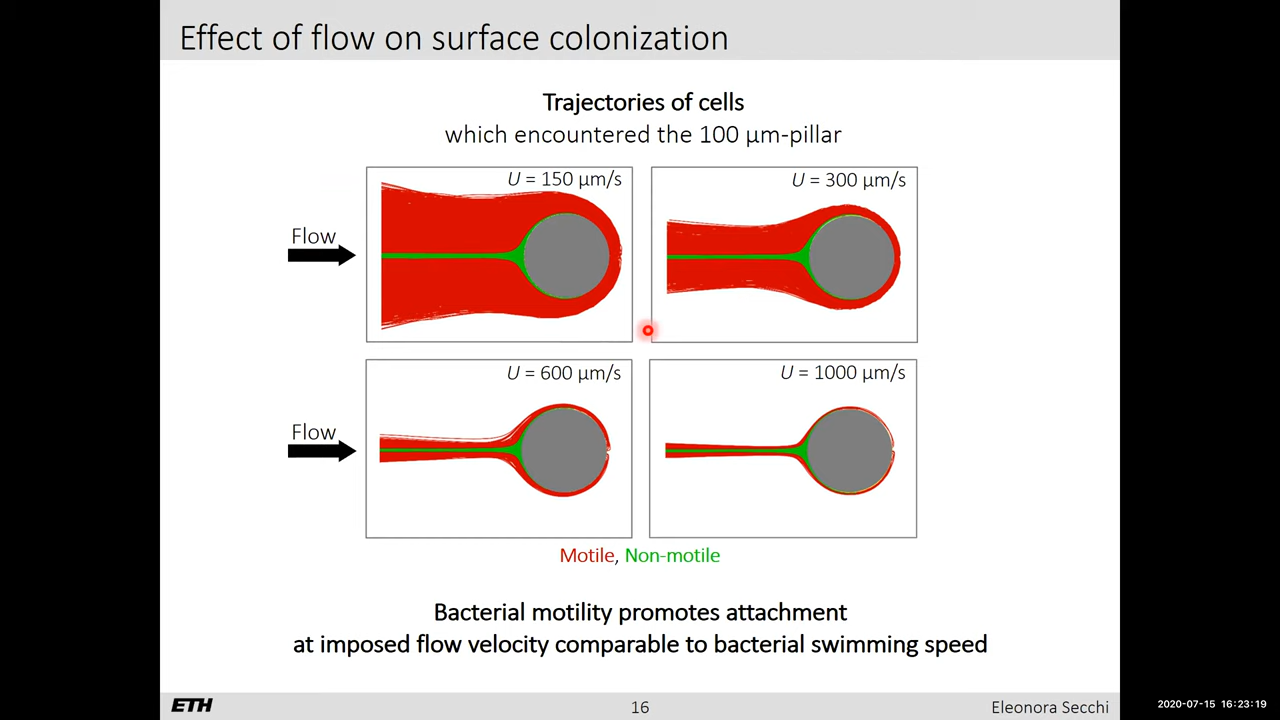 Effect of flow on surface colonization
Trajectories of cells
which encountered the 100 µm-pillar
U = 150 µm/s
U = 300 µm/s
Flow
U = 600 µm/s
U = 1000 µm/s
Flow
Motile, Non-motile
Bacterial motility promotes attachment
at imposed flow velocity comparable to bacterial swimming speed
ETH
16
Eleonora Secchi
2020-07-15 16:23:19